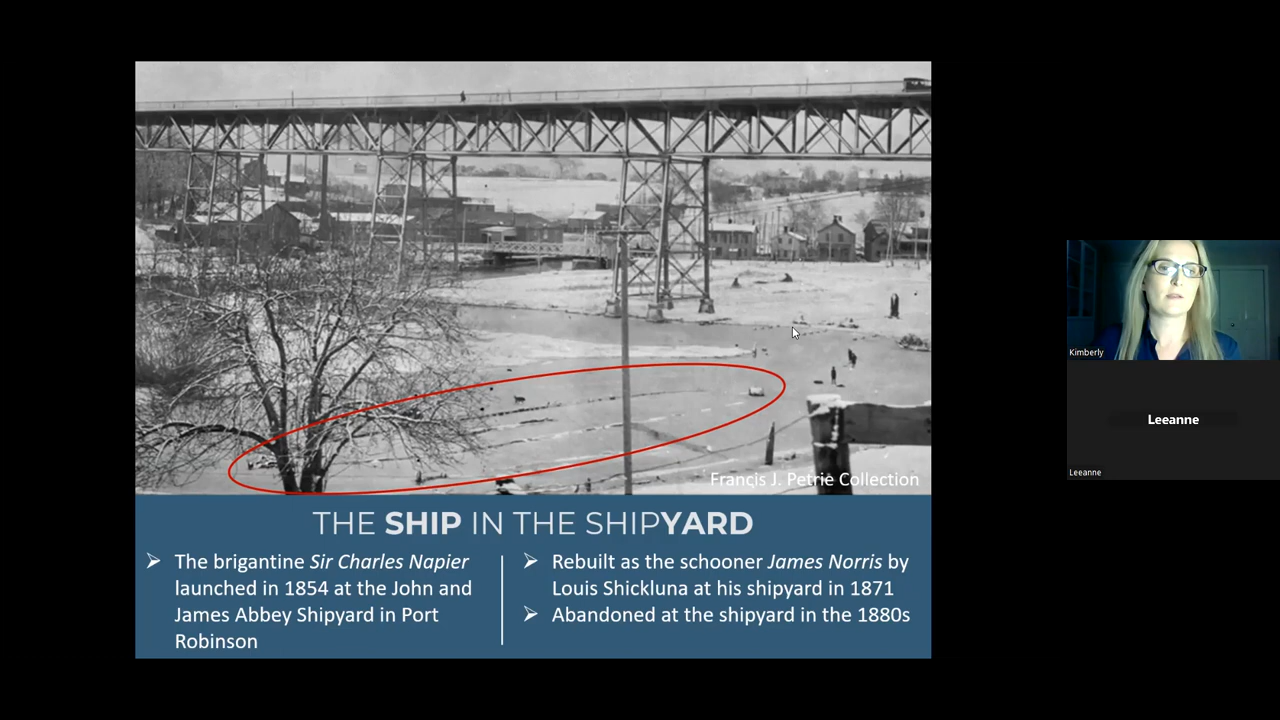 Francis J. Petrie Collection
THE SHIP IN THE SHIPYARD
➢ The brigantine Sir Charles Napier
launched in 1854 at the John and
James Abbey Shipyard in Port
Robinson
➢ Rebuilt as the schooner James Norris by
Louis Shickluna at his shipyard in 1871
➢ Abandoned at the shipyard in the 1880s
Kimberly
Leeanne
Leeanne